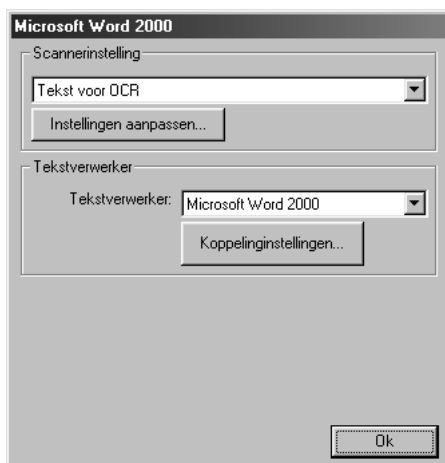 Microsoft Word 2000
Scannerinstelling
Tekst voor OCR
Instellingen aanpassen...
Tekstverwerker
Tekstverwerker: Microsoft Word 2000
Koppelinginstellingen...
Ok